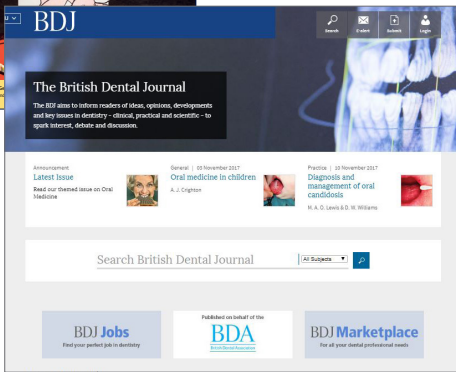 BDJ
Search
E-alert
Submit
Login
The British Dental Journal
The BDJ aims to inform readers of ideas, opinions, developments
and key issues in dentistry - clinical, practical and scientific - to
spark interest, debate and discussion.
Announcement
Latest Issue
Read our themed issue on Oral
Medicine
General | 03 November 2017
Oral medicine in children
A. J. Crighton
Practice | 10 November 2017
Diagnosis and
management of oral
candidosis
M. A. O. Lewis & D. W. Williams
Search British Dental Journal
All Subjects
BDJ Jobs
Find your perfect job in dentistry
Published on behalf of the
BDA
British Dental Association
BDJ Marketplace
For all your dental professional needs